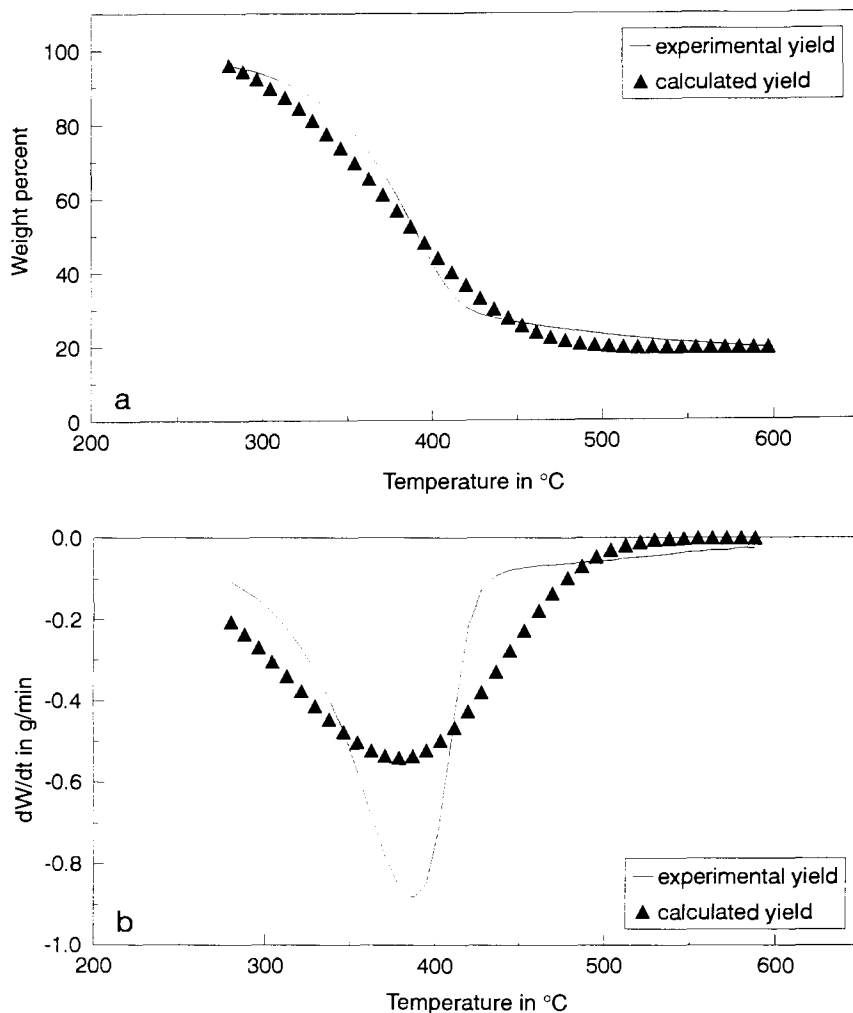 100
80
60
40
20
0
Weight percent
experimental yield
calculated yield
a
200 300 400 500 600
Temperature in °C
0.0
-0.2
-0.4
-0.6
-0.8
-1.0
dW/dt in g/min
experimental yield
calculated yield
b
200 300 400 500 600
Temperature in °C